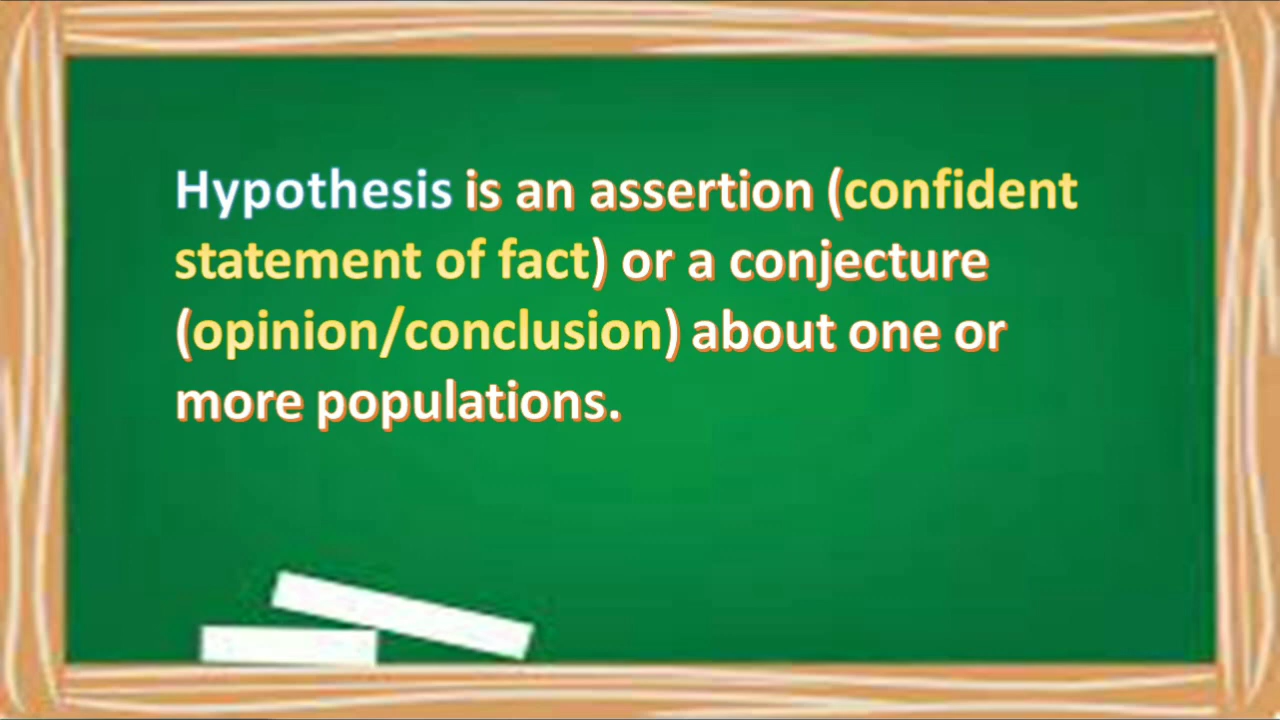 Hypothesis is an assertion (confident
statement of fact) or a conjecture
(opinion/conclusion) about one or
more populations.